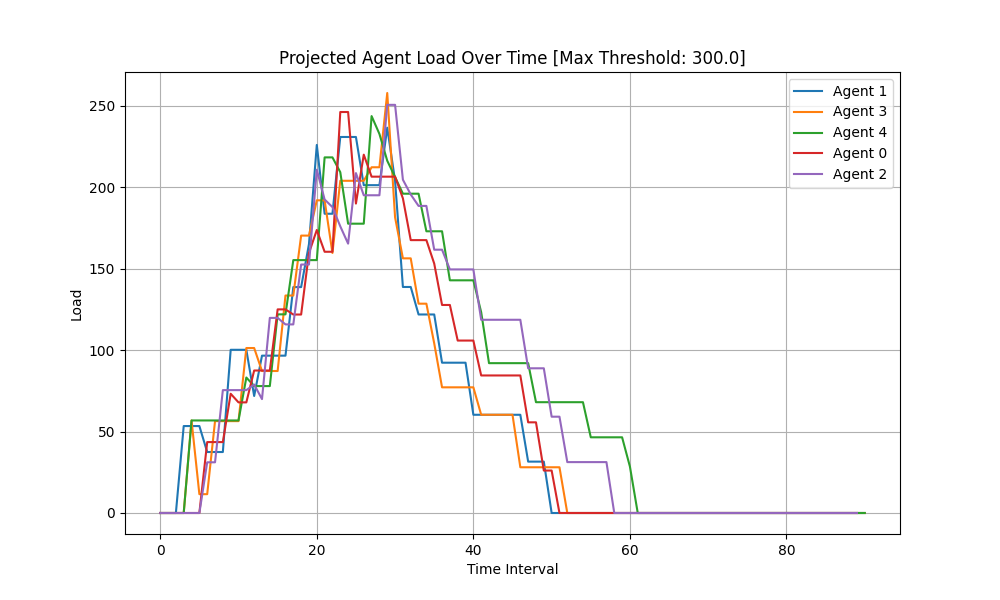 Projected Agent Load Over Time [Max Threshold: 300.0]
Agent 1
Agent 3
Agent 4
Agent 0
Agent 2
250
200
150
100
50
0
Load
0 20 40 60 80
Time Interval